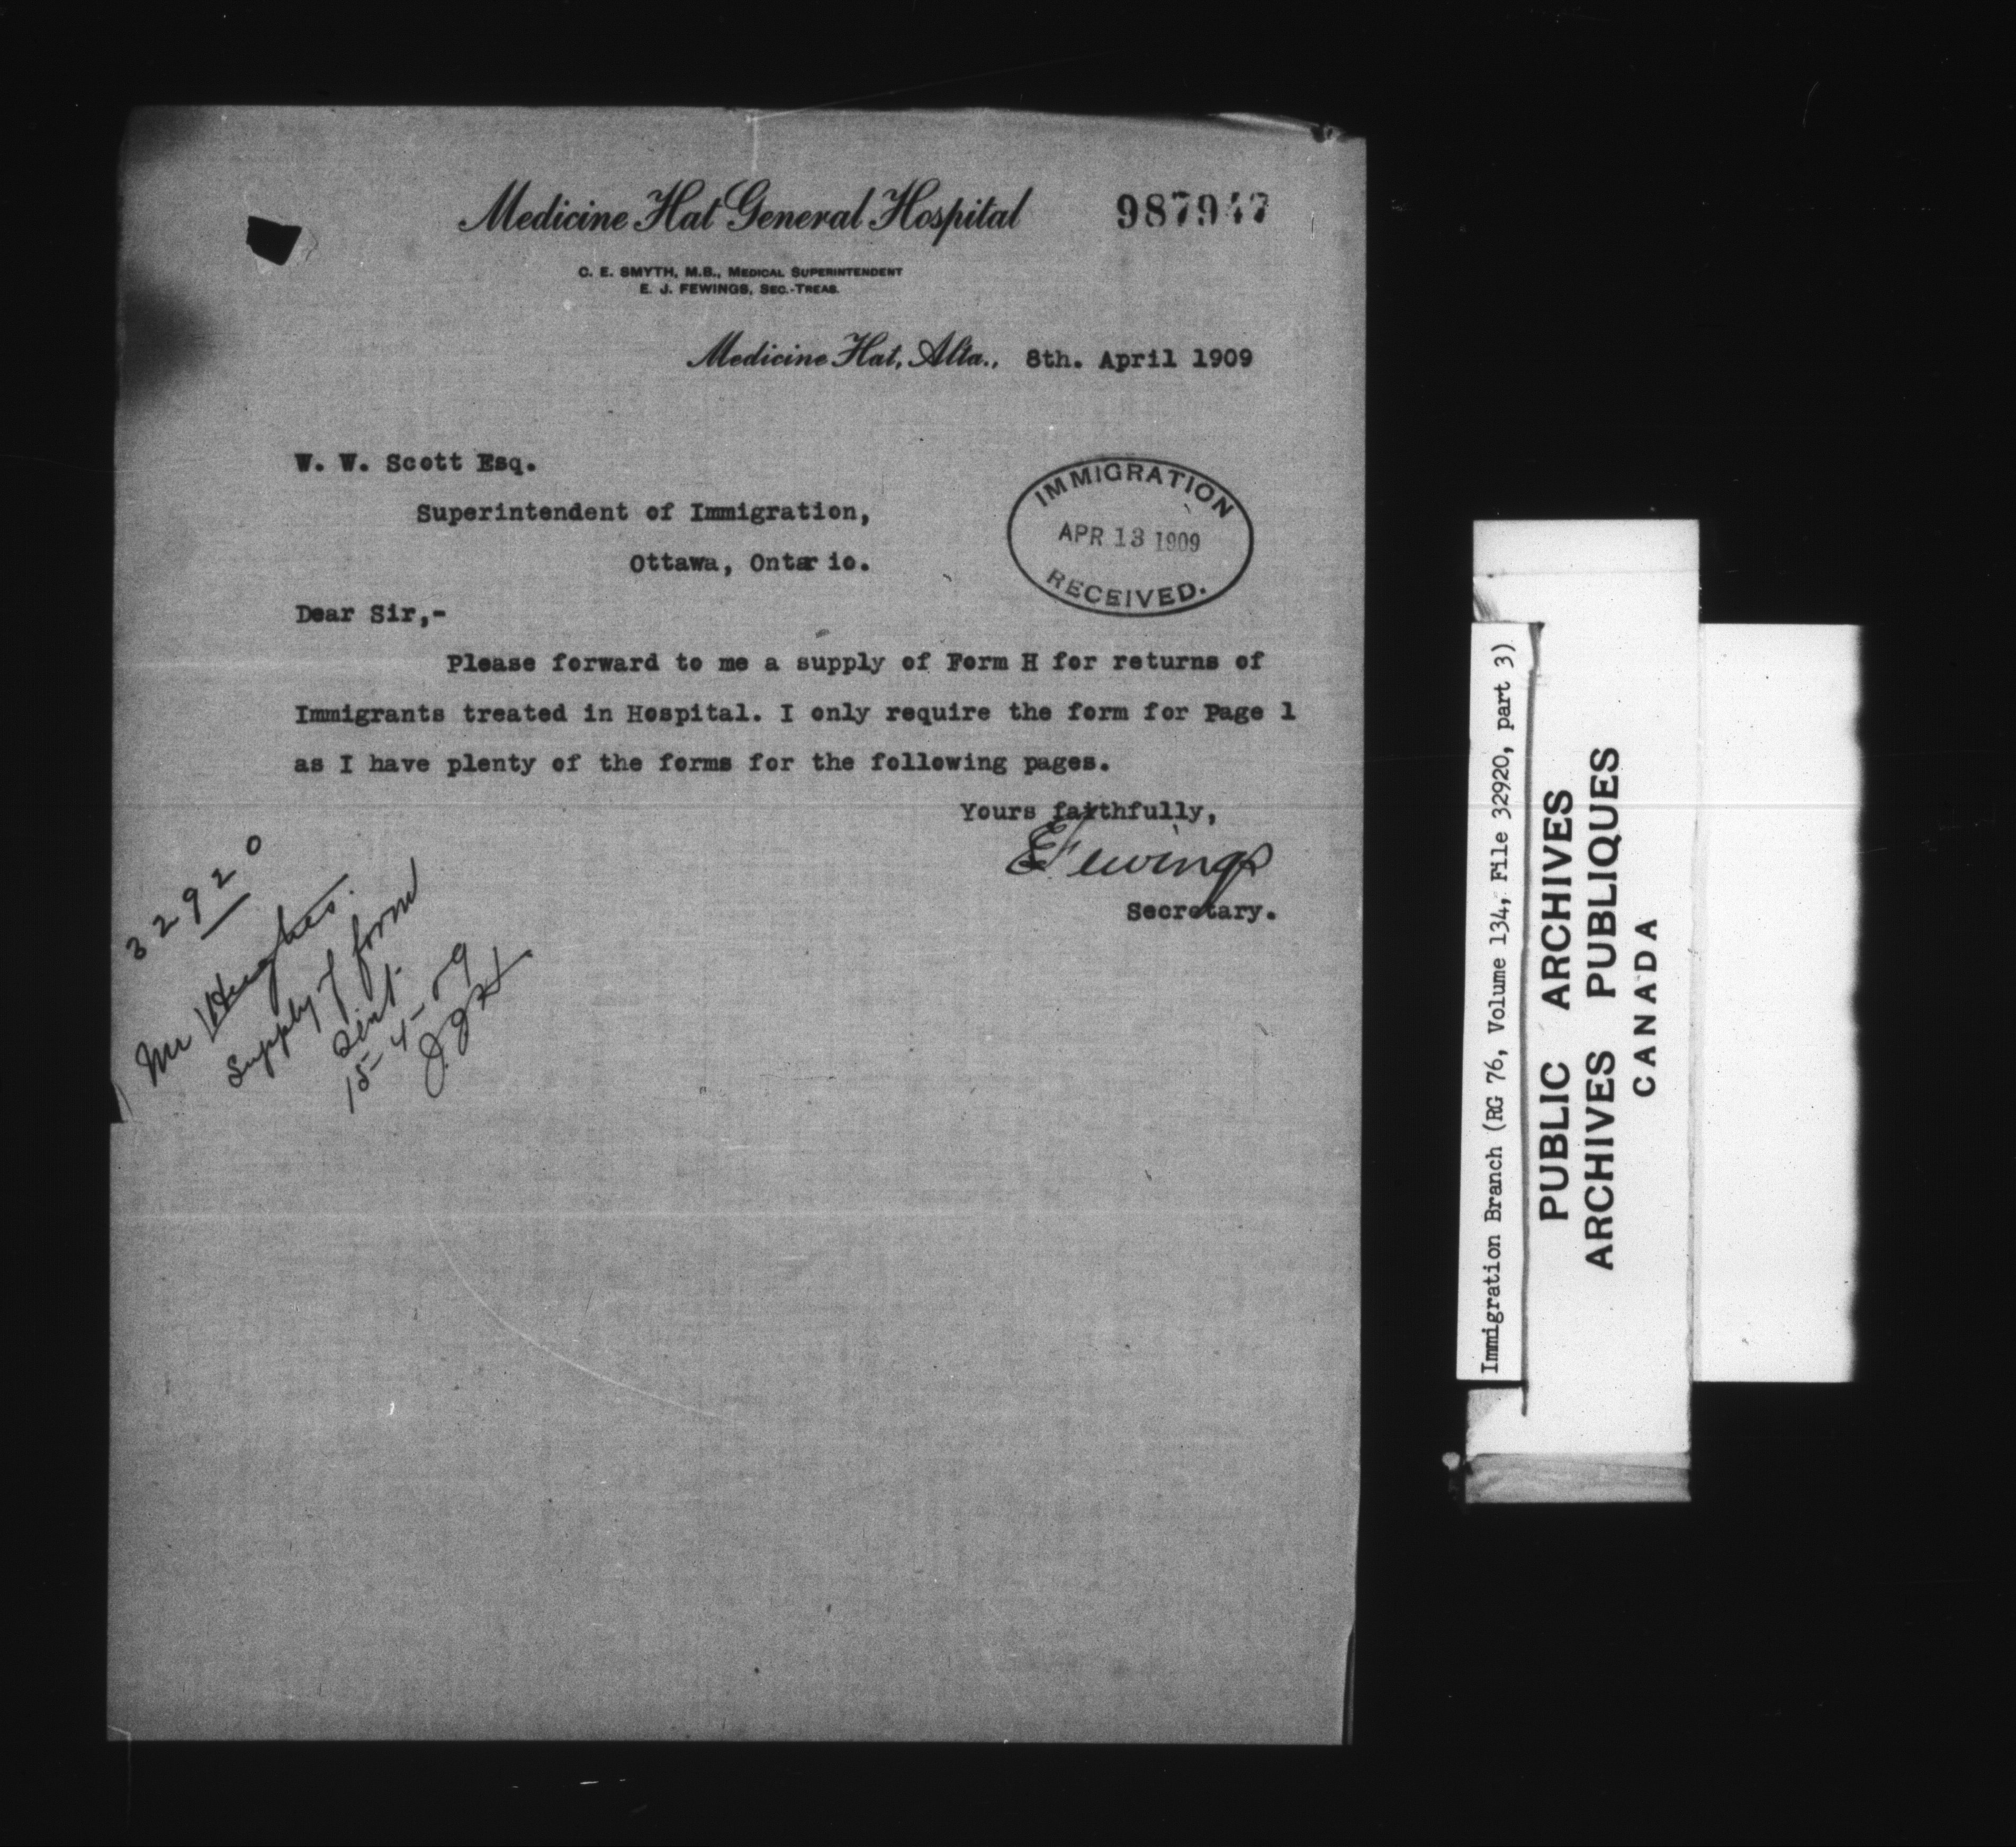 Medicine Hat General Hospital
987947
C. E. SMYTH, M.B., MEDICAL SUPERINTENDENT
E. J. FEWINGS, SEC.-TREAS.
Medicine Hat, Alta., 8th. April 1909
W. W. Scott Esq.
Superintendent of Immigration,
Ottawa, Ontario.
IMMIGRATION
APR 13 1909
RECEIVED.
Dear Sir,-
Please forward to me a supply of Form H for returns of
Immigrants treated in Hospital. I only require the form for Page 1
as I have plenty of the forms for the following pages.
Yours faithfully,
E Fewings
Secretary.
32920
Mr Hughes.
Supply of form
Sent
15-4-09
Immigration Branch (RG 76, Volume 134, File 32920, part 3)
PUBLIC ARCHIVES
ARCHIVES PUBLIQUES
CANADA